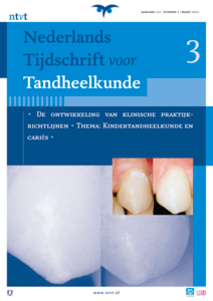 ntvt
Nederlands
Tijdschrift voor
Tandheelkunde
3
• De ontwikkeling van klinische praktijk-
richtlijnen • Thema: Kindertandheelkunde en
cariës •
www.ntvt.nl